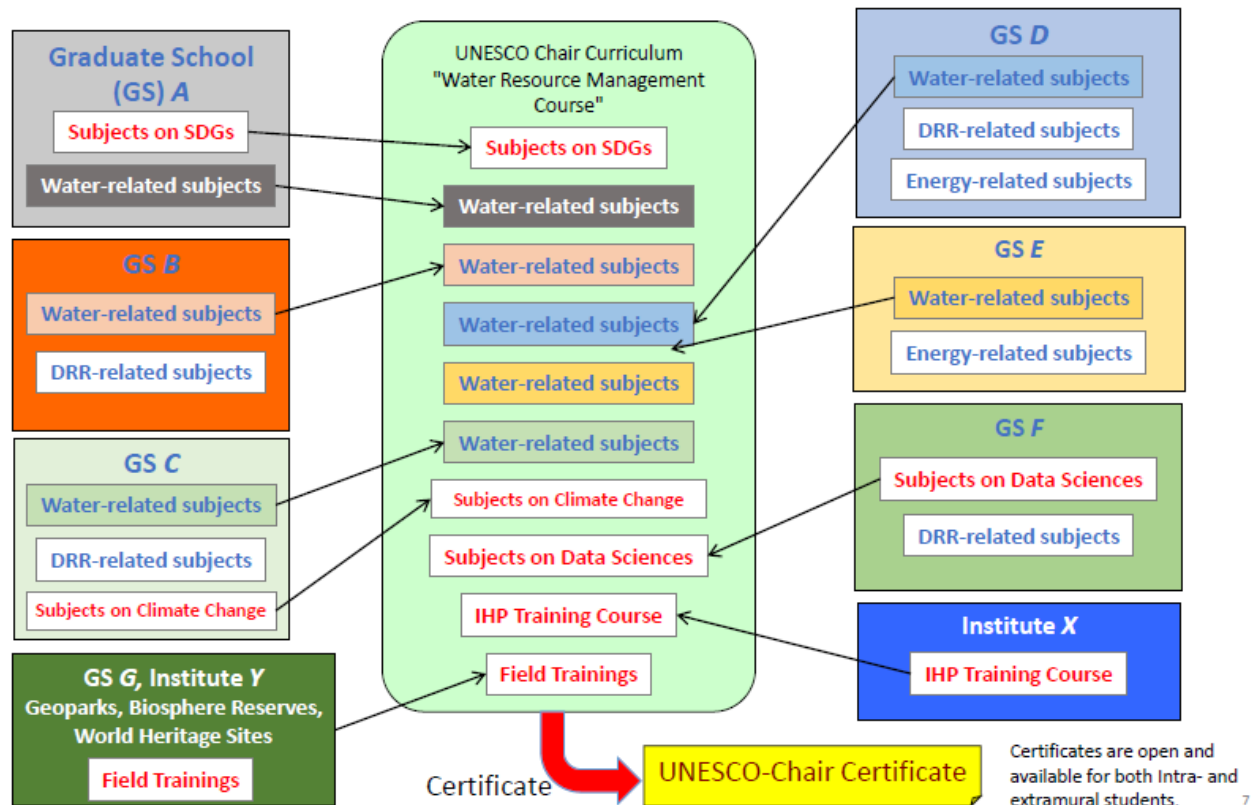 Graduate School
(GS) A
Subjects on SDGs
Water-related subjects
GS B
Water-related subjects
DRR-related subjects
GS C
Water-related subjects
DRR-related subjects
Subjects on Climate Change
GS G, Institute Y
Geoparks, Biosphere Reserves,
World Heritage Sites
Field Trainings
UNESCO Chair Curriculum
"Water Resource Management
Course"
Subjects on SDGs
Water-related subjects
Water-related subjects
Water-related subjects
Water-related subjects
Water-related subjects
Subjects on Climate Change
Subjects on Data Sciences
IHP Training Course
Field Trainings
GS D
Water-related subjects
DRR-related subjects
Energy-related subjects
GS E
Water-related subjects
Energy-related subjects
GS F
Subjects on Data Sciences
DRR-related subjects
Institute X
IHP Training Course
Certificate
UNESCO-Chair Certificate
Certificates are open and
available for both Intra- and
extramural students.
7